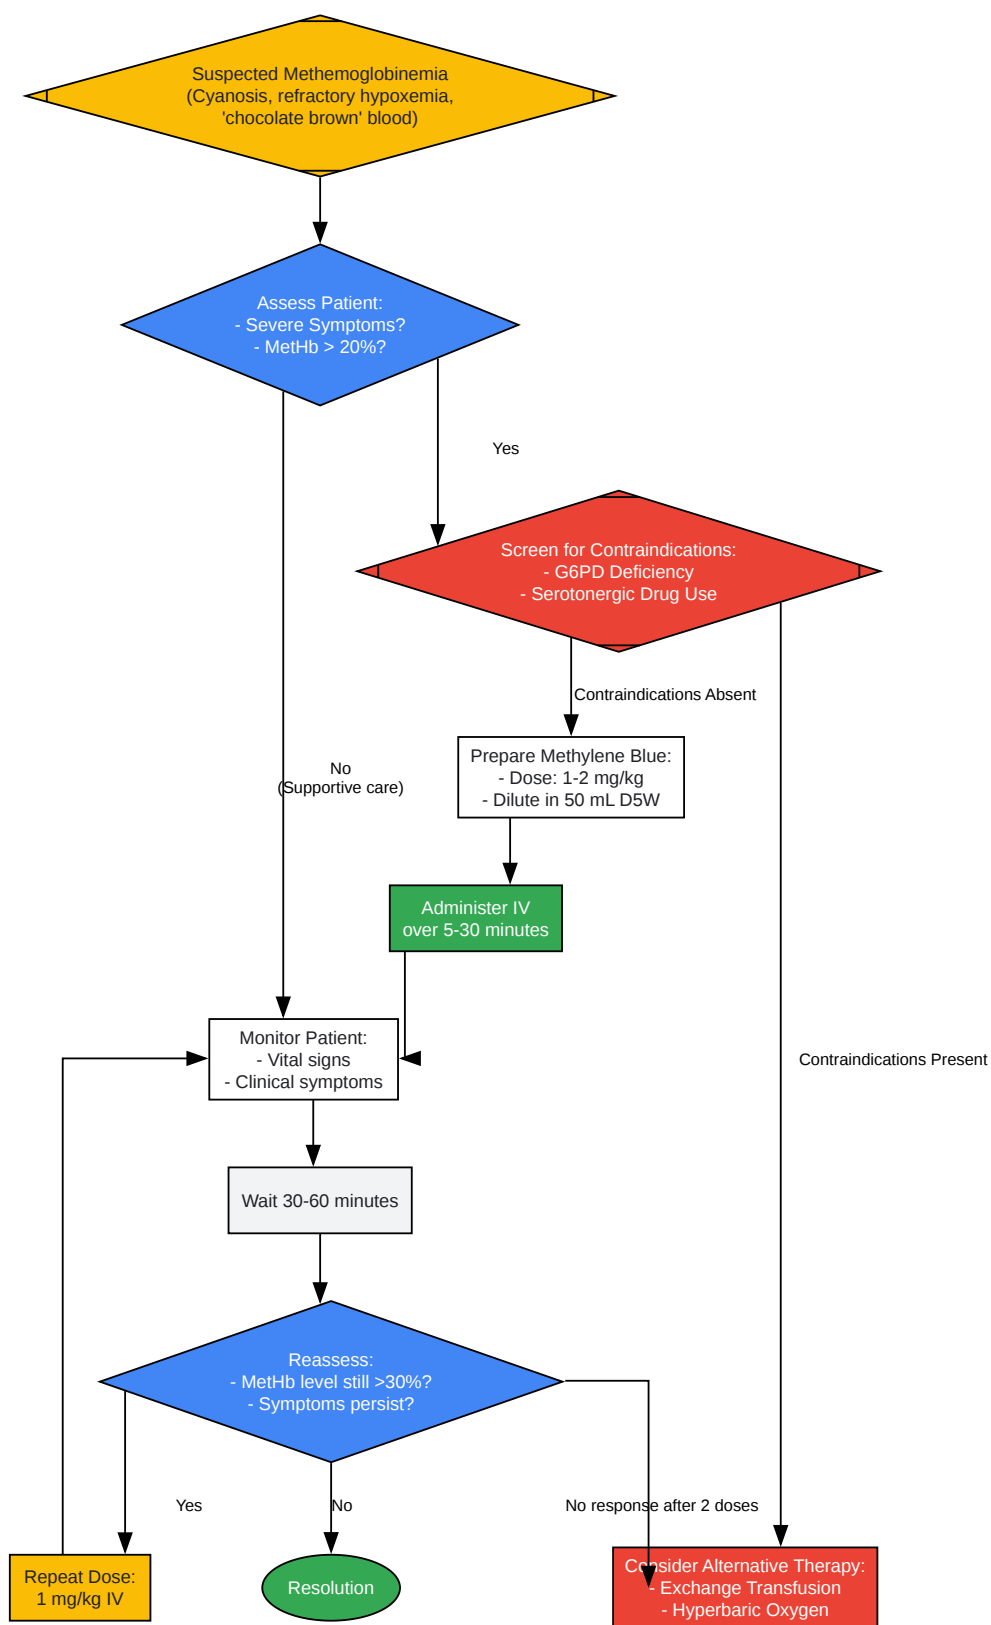 Suspected Methemoglobinemia
(Cyanosis, refractory hypoxemia,
'chocolate brown' blood)
Assess Patient:
- Severe Symptoms?
- MetHb > 20%?
Yes
Screen for Contraindications:
- G6PD Deficiency
- Serotonergic Drug Use
Contraindications Absent
Prepare Methylene Blue:
- Dose: 1-2 mg/kg
- Dilute in 50 mL D5W
No
(Supportive care)
Administer IV
over 5-30 minutes
Monitor Patient:
- Vital signs
- Clinical symptoms
Contraindications Present
Wait 30-60 minutes
Reassess:
- MetHb level still >30%?
- Symptoms persist?
Yes
No
No response after 2 doses
Repeat Dose:
1 mg/kg IV
Resolution
Consider Alternative Therapy:
- Exchange Transfusion
- Hyperbaric Oxygen